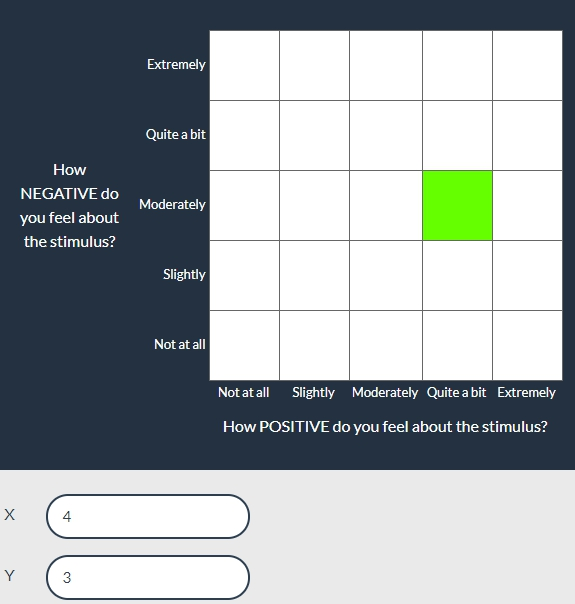 Extremely
Quite a bit
How
NEGATIVE do
you feel about
the stimulus?
Moderately
Slightly
Not at all
Not at all Slightly Moderately Quite a bit Extremely
How POSITIVE do you feel about the stimulus?
X 4
Y 3